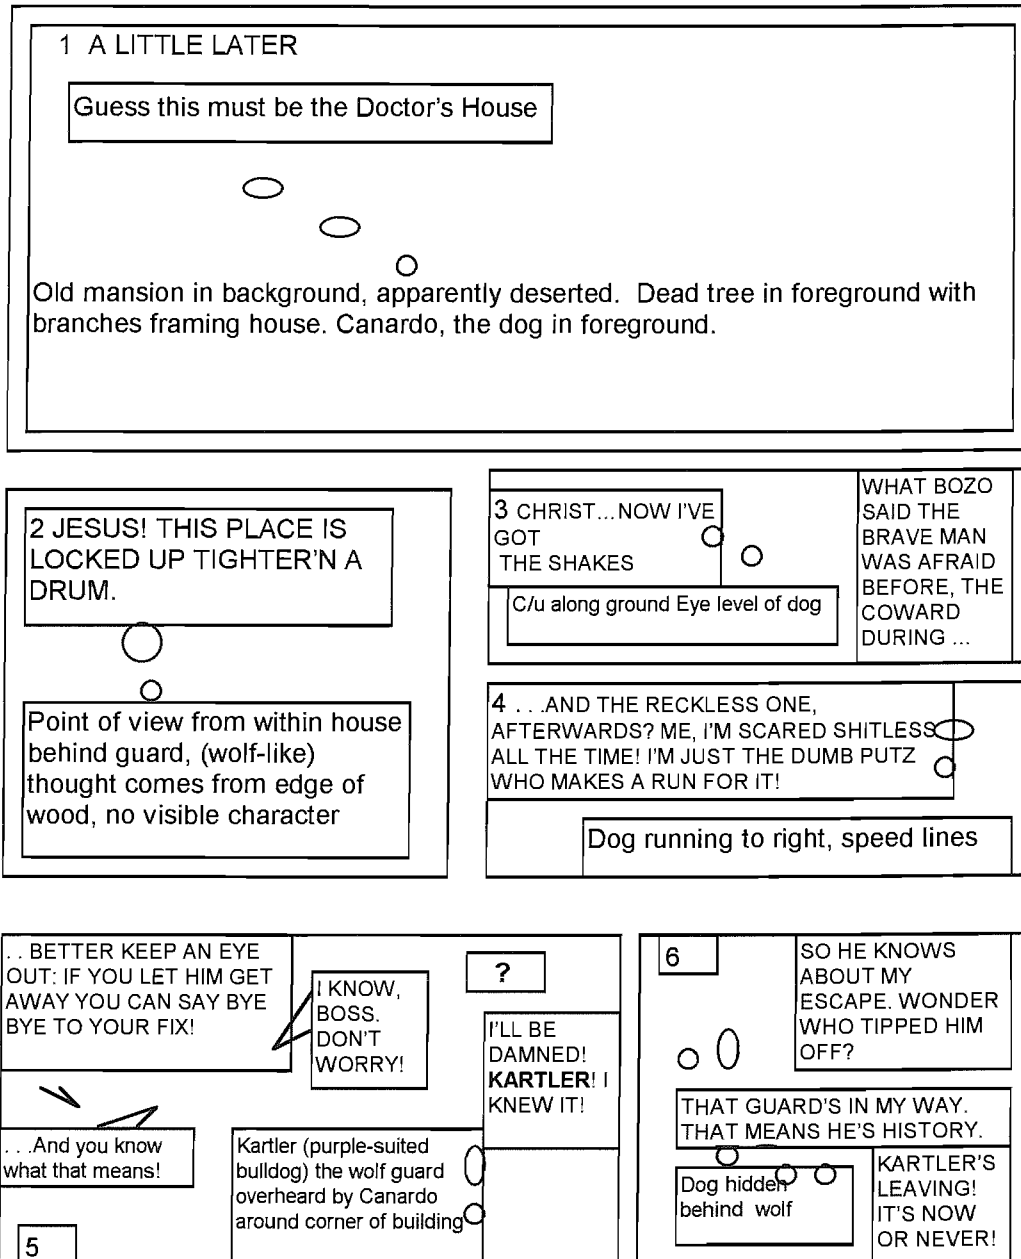 1 A LITTLE LATER
Guess this must be the Doctor's House
Old mansion in background, apparently deserted. Dead tree in foreground with
branches framing house. Canardo, the dog in foreground.
2 JESUS! THIS PLACE IS
LOCKED UP TIGHTER'N A
DRUM.
Point of view from within house
behind guard, (wolf-like)
thought comes from edge of
wood, no visible character
3 CHRIST...NOW I'VE
GOT
THE SHAKES
C/u along ground Eye level of dog
WHAT BOZO
SAID THE
BRAVE MAN
WAS AFRAID
BEFORE, THE
COWARD
DURING ...
4 . . .AND THE RECKLESS ONE,
AFTERWARDS? ME, I'M SCARED SHITLESS
ALL THE TIME! I'M JUST THE DUMB PUTZ
WHO MAKES A RUN FOR IT!
Dog running to right, speed lines
. . BETTER KEEP AN EYE
OUT: IF YOU LET HIM GET
AWAY YOU CAN SAY BYE
BYE TO YOUR FIX!
I KNOW,
BOSS.
DON'T
WORRY!
?
I'LL BE
DAMNED!
KARTLER! I
KNEW IT!
. . .And you know
what that means!
Kartler (purple-suited
bulldog) the wolf guard
overheard by Canardo
around corner of building
5
6
SO HE KNOWS
ABOUT MY
ESCAPE. WONDER
WHO TIPPED HIM
OFF?
THAT GUARD'S IN MY WAY.
THAT MEANS HE'S HISTORY.
Dog hidden
behind wolf
KARTLER'S
LEAVING!
IT'S NOW
OR NEVER!